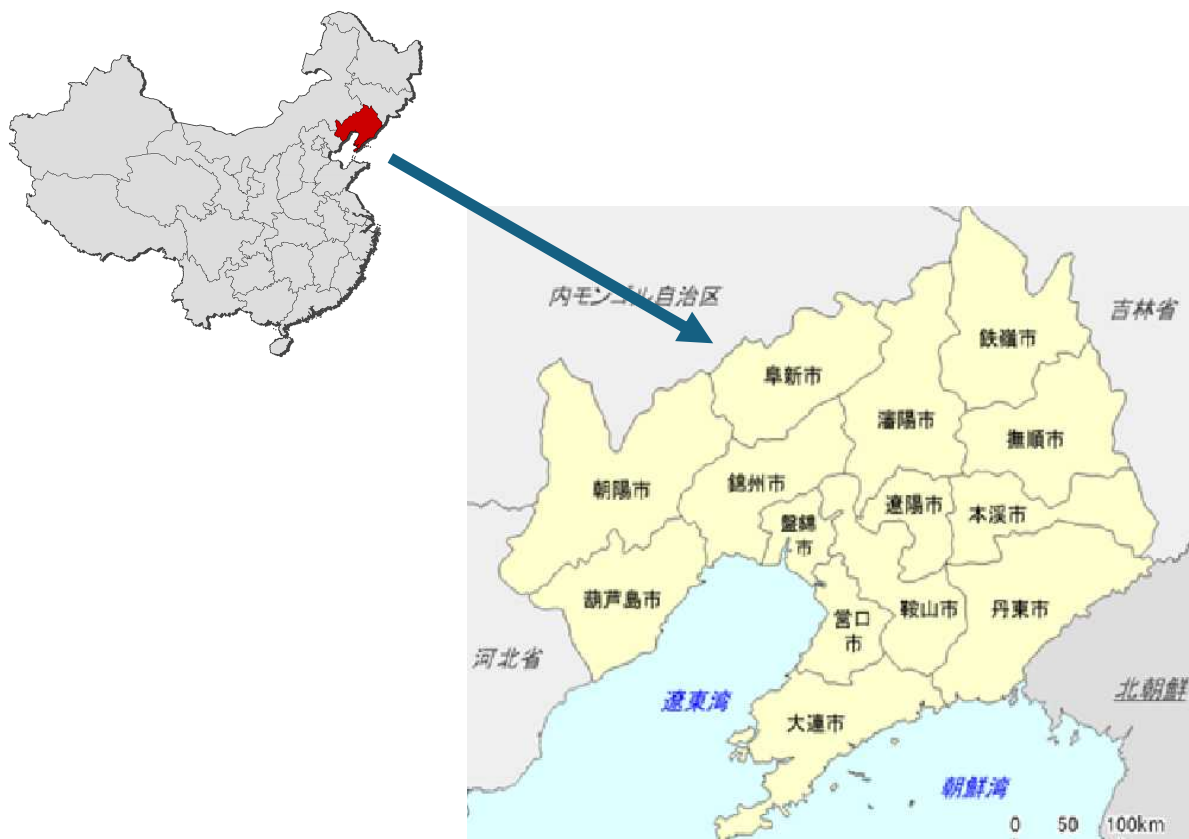 内モンゴル自治区
吉林省
鉄嶺市
阜新市
瀋陽市
撫順市
朝陽市
錦州市
遼陽市
本渓市
盤錦
市
葫芦島市
営口
市
鞍山市
丹東市
河北省
遼東湾
北朝鮮
大連市
朝鮮湾
0 50 100km